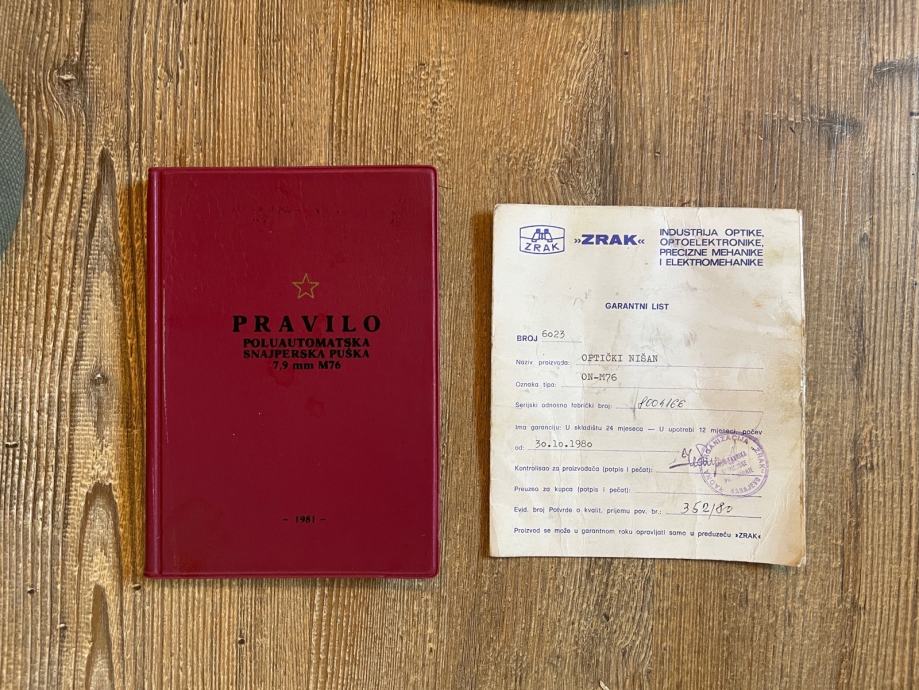 PRAVILO
POLUAUTOMATSKA
SNAJPERSKA PUŠKA
7,9 mm M76
- 1981 -
ZRAK
»ZRAK«
INDUSTRIJA OPTIKE,
OPTOELEKTRONIKE,
PRECIZNE MEHANIKE
I ELEKTROMEHANIKE
GARANTNI LIST
BROJ 6023
Naziv proizvoda: OPTIČKI NIŠAN
Oznaka tipa: ON-M76
Serijski odnosno fabrički broj:
Ima garanciju: U skladištu 24 mjeseca — U upotrebi 12 mjeseci, počev
od: 30.10.1980
Kontrolisao za proizvođača (potpis i pečat):
Preuzeo za kupca (potpis i pečat):
Evid. broj Potvrde o kvalit. prijemu pov. br.: 352/80
Proizvod se može u garantnom roku opravljati samo u preduzeću »ZRAK«